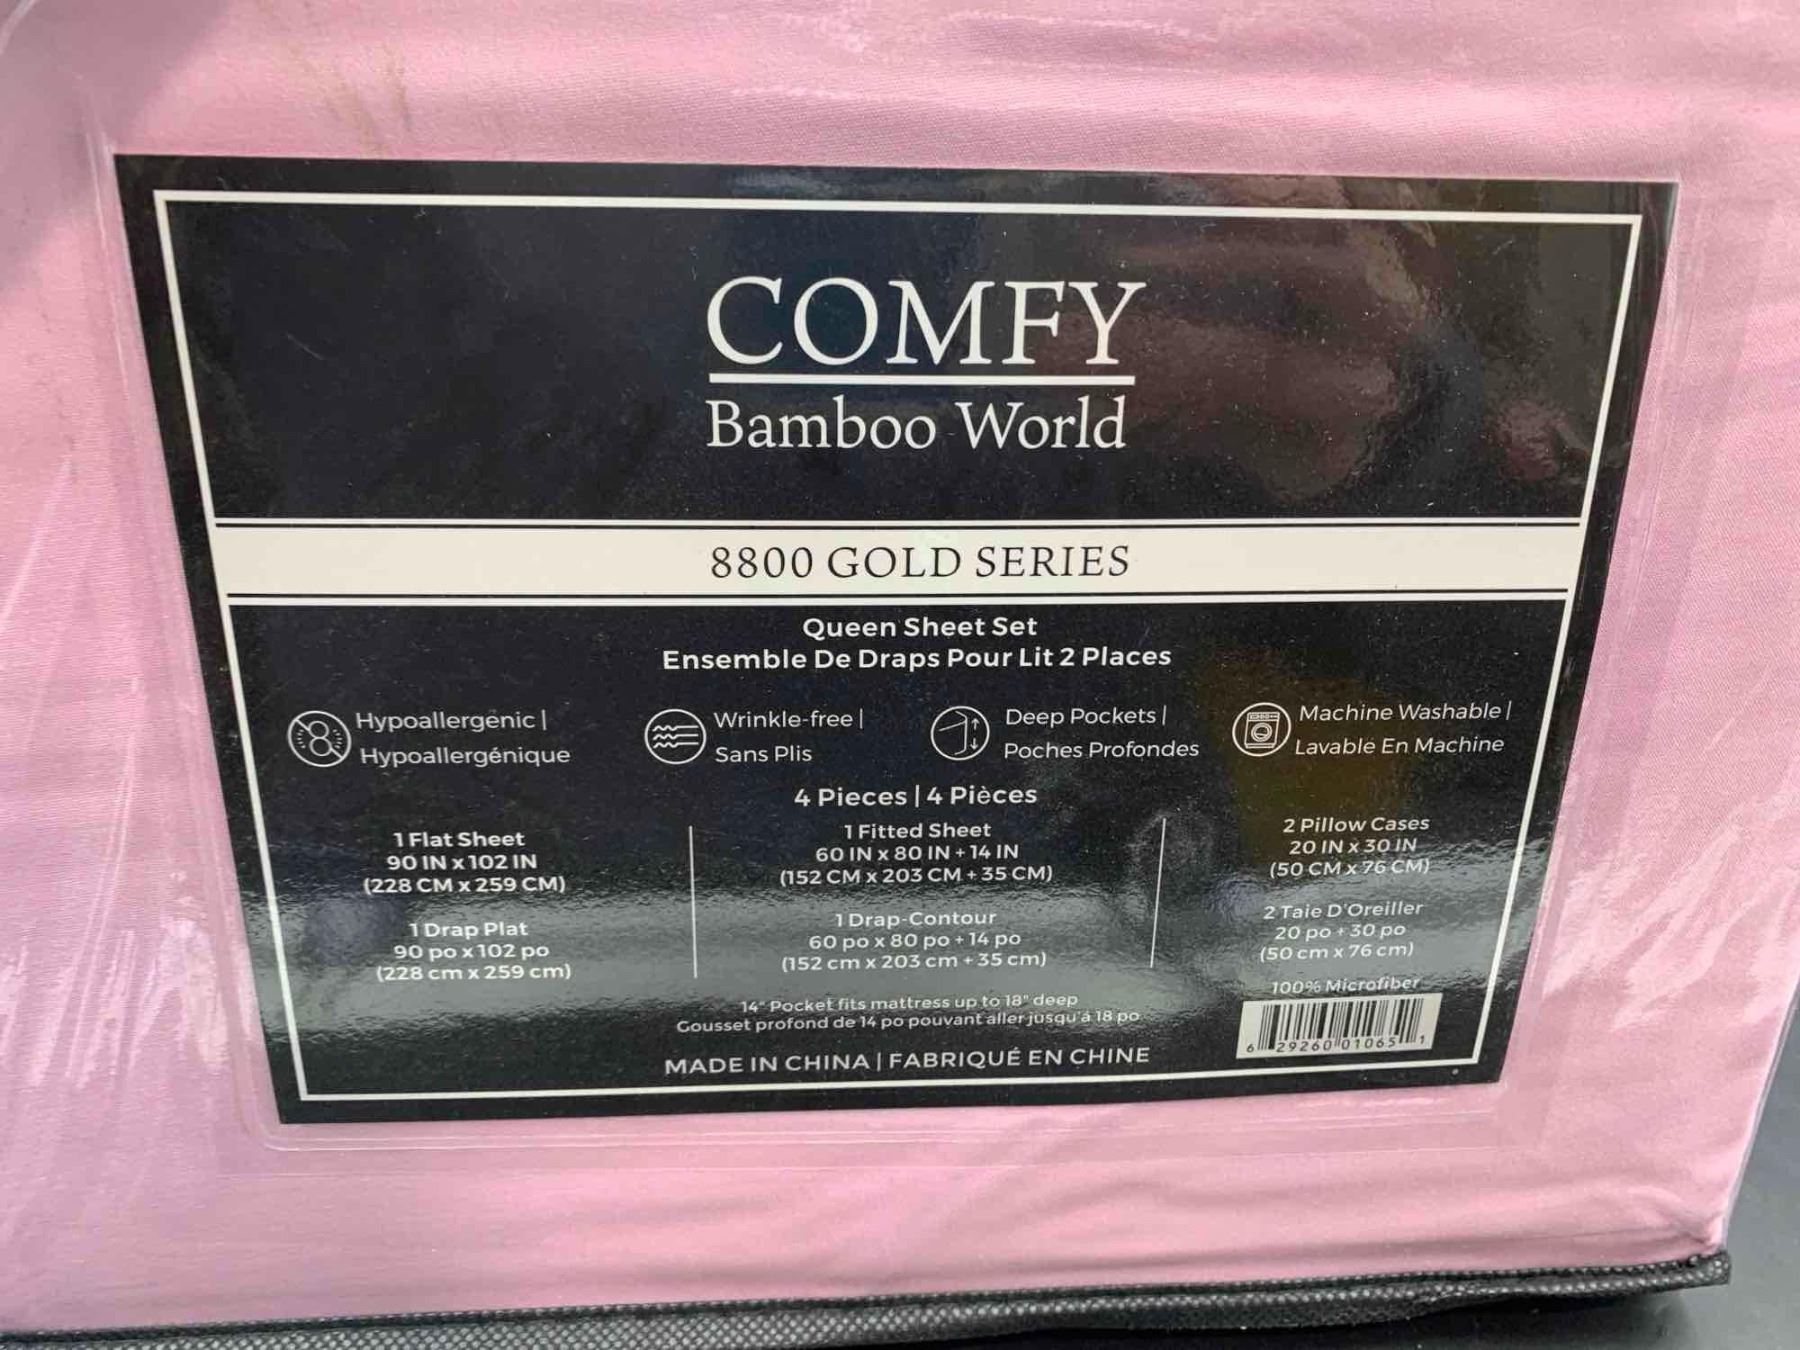 COMFY
Bamboo World
8800 GOLD SERIES
Queen Sheet Set
Ensemble De Draps Pour Lit 2 Places
Hypoallergenic |
Hypoallergénique
Wrinkle-free |
Sans Plis
Deep Pockets |
Poches Profondes
Machine Washable |
Lavable En Machine
4 Pieces | 4 Pièces
1 Flat Sheet
90 IN x 102 IN
(228 CM x 259 CM)
1 Drap Plat
90 po x 102 po
(228 cm x 259 cm)
1 Fitted Sheet
60 IN x 80 IN + 14 IN
(152 CM x 203 CM + 35 CM)
1 Drap-Contour
60 po x 80 po + 14 po
(152 cm x 203 cm + 35 cm)
2 Pillow Cases
20 IN x 30 IN
(50 CM x 76 CM)
2 Taie D'Oreiller
20 po + 30 po
(50 cm x 76 cm)
14" Pocket fits mattress up to 18" deep
Gousset profond de 14 po pouvant aller jusqu'á 18 po
MADE IN CHINA | FABRIQUÉ EN CHINE
100% Microfiber
6 29260 01065 1